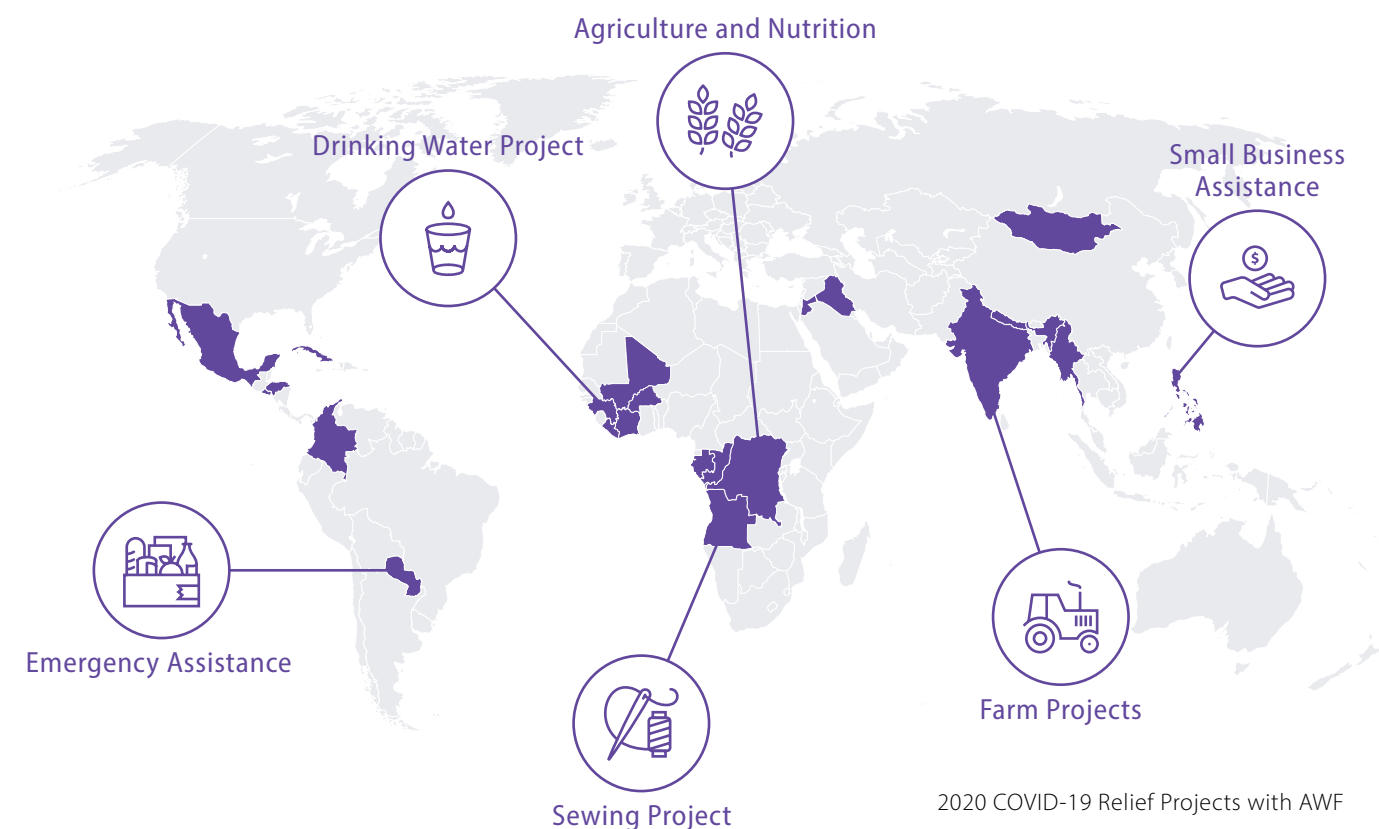 Agriculture and Nutrition
Drinking Water Project
Small Business
Assistance
$
Emergency Assistance
Farm Projects
Sewing Project
2020 COVID-19 Relief Projects with AWF